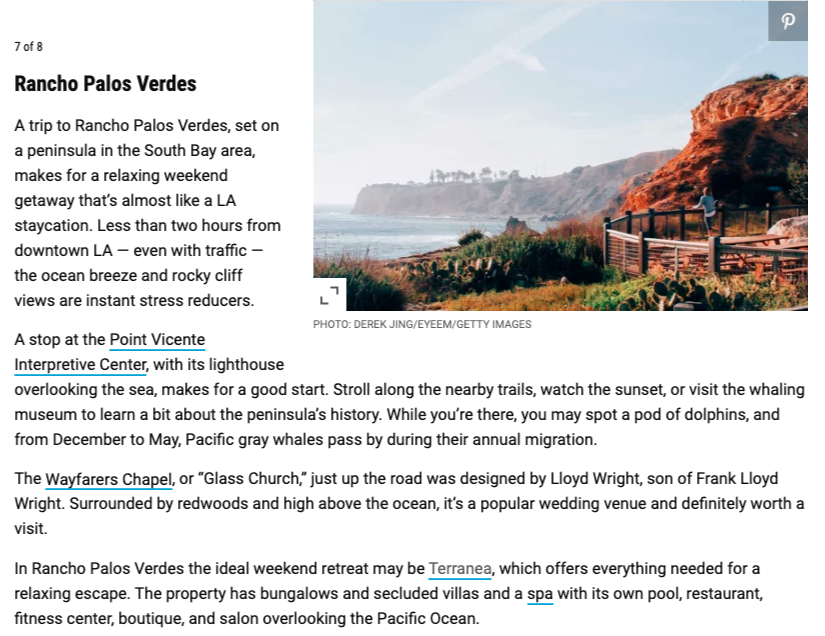 7 of 8
Rancho Palos Verdes
A trip to Rancho Palos Verdes, set on
a peninsula in the South Bay area,
makes for a relaxing weekend
getaway that's almost like a LA
staycation. Less than two hours from
downtown LA — even with traffic —
the ocean breeze and rocky cliff
views are instant stress reducers.
PHOTO: DEREK JING/EYEEM/GETTY IMAGES
A stop at the Point Vicente
Interpretive Center, with its lighthouse
overlooking the sea, makes for a good start. Stroll along the nearby trails, watch the sunset, or visit the whaling
museum to learn a bit about the peninsula's history. While you're there, you may spot a pod of dolphins, and
from December to May, Pacific gray whales pass by during their annual migration.
The Wayfarers Chapel, or "Glass Church," just up the road was designed by Lloyd Wright, son of Frank Lloyd
Wright. Surrounded by redwoods and high above the ocean, it's a popular wedding venue and definitely worth a
visit.
In Rancho Palos Verdes the ideal weekend retreat may be Terranea, which offers everything needed for a
relaxing escape. The property has bungalows and secluded villas and a spa with its own pool, restaurant,
fitness center, boutique, and salon overlooking the Pacific Ocean.